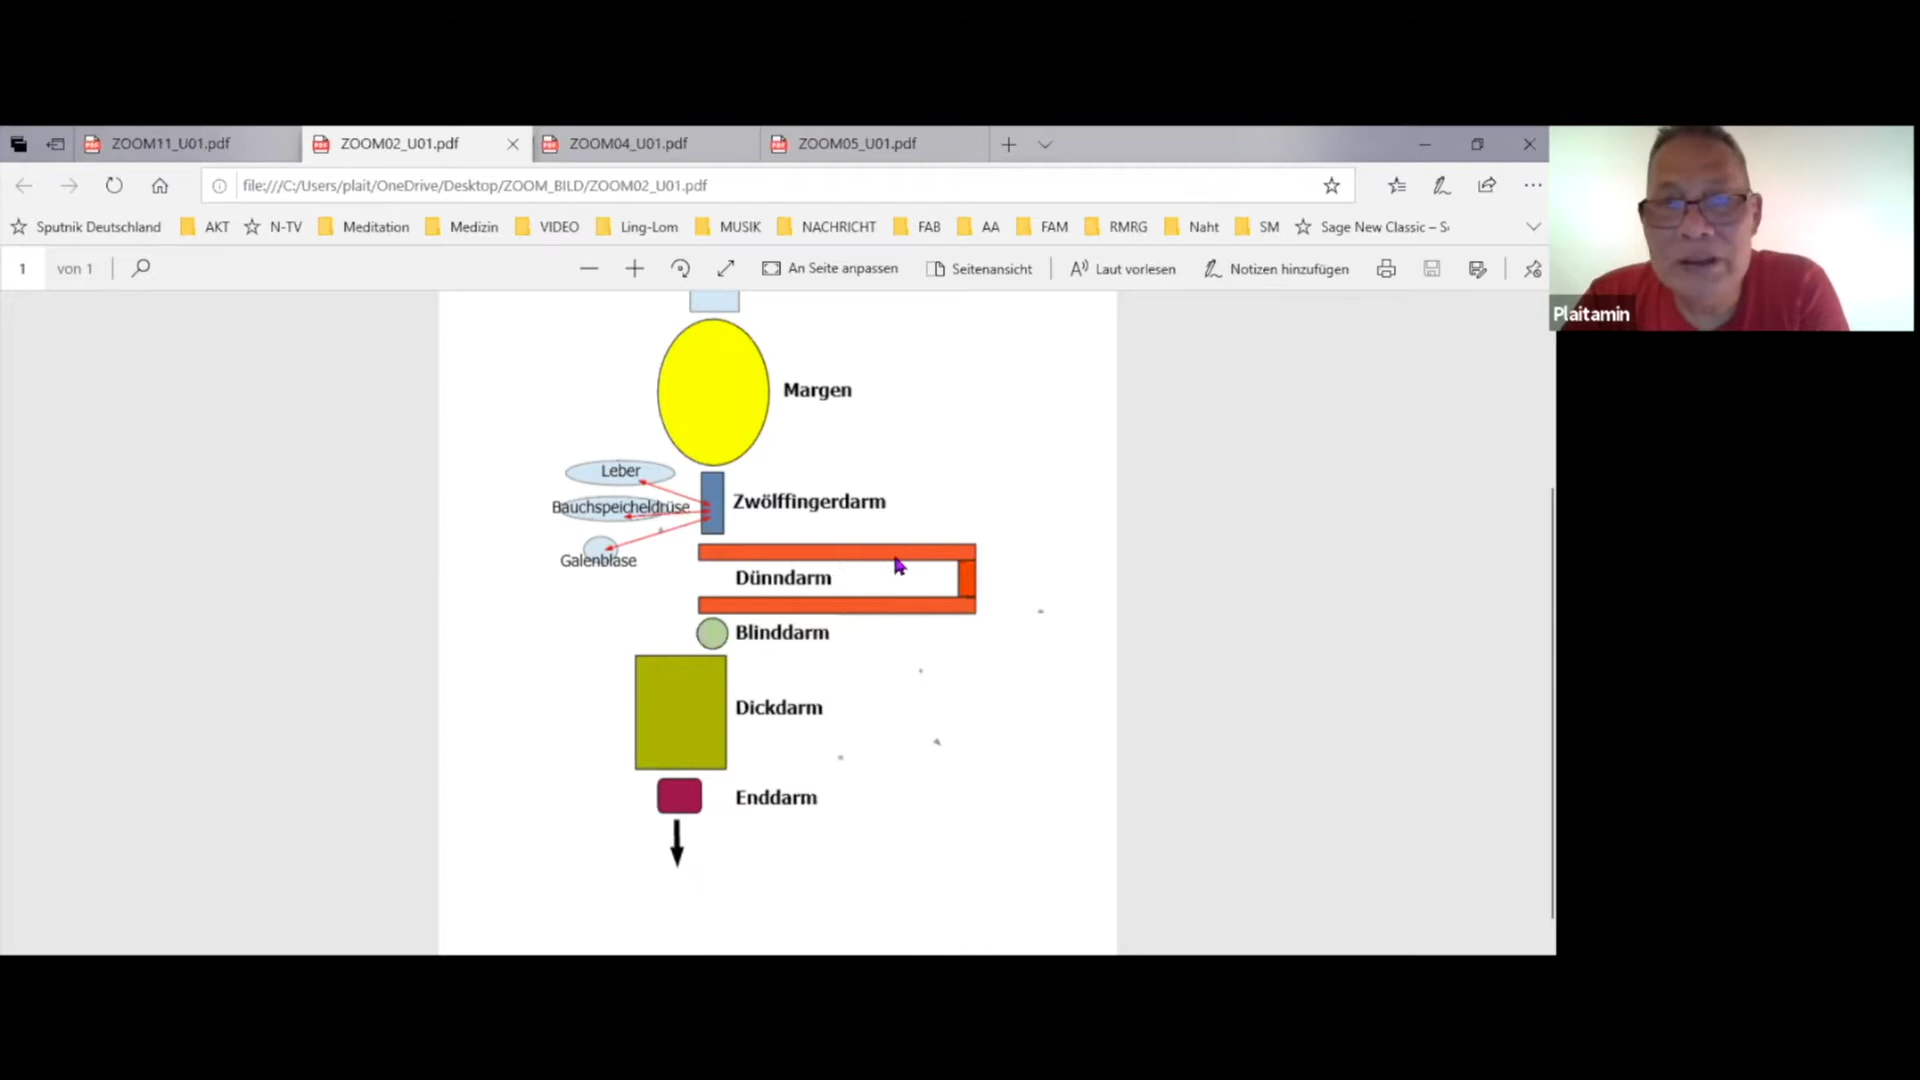 ZOOM11_U01.pdf ZOOM02_U01.pdf ZOOM04_U01.pdf ZOOM05_U01.pdf
file:///C:/Users/plait/OneDrive/Desktop/ZOOM_BILD/ZOOM02_U01.pdf
Sputnik Deutschland AKT N-TV Meditation Medizin VIDEO Ling-Lom MUSIK NACHRICHT FAB AA FAM RMRG Naht SM Sage New Classic – S
1 von 1 An Seite anpassen Seitenansicht Laut vorlesen Notizen hinzufügen
Plaitamin
Margen
Leber
Bauchspeicheldrüse
Zwölffingerdarm
Galenblase
Dünndarm
Blinddarm
Dickdarm
Enddarm